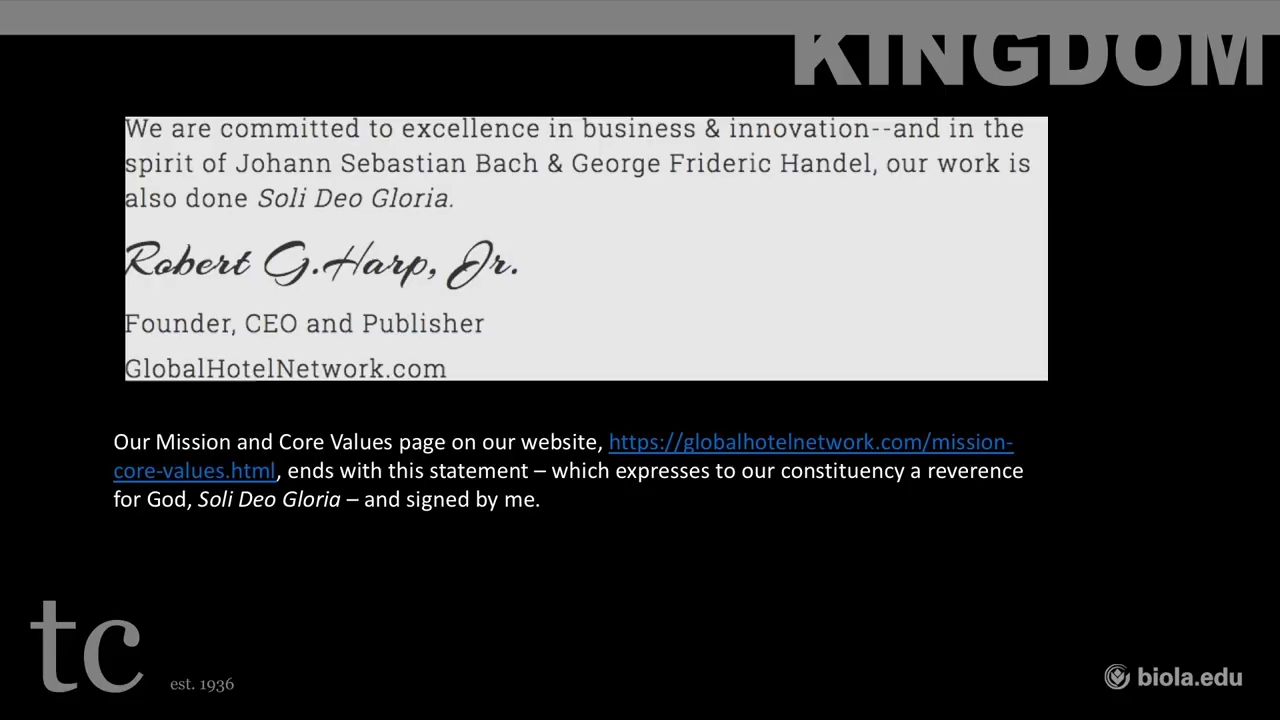 KINGDOM
We are committed to excellence in business & innovation--and in the
spirit of Johann Sebastian Bach & George Frideric Handel, our work is
also done Soli Deo Gloria.
Robert G.Harp, Jr.
Founder, CEO and Publisher
GlobalHotelNetwork.com
Our Mission and Core Values page on our website, https://globalhotelnetwork.com/mission-
core-values.html, ends with this statement – which expresses to our constituency a reverence
for God, Soli Deo Gloria – and signed by me.
tc
est. 1936
biola.edu